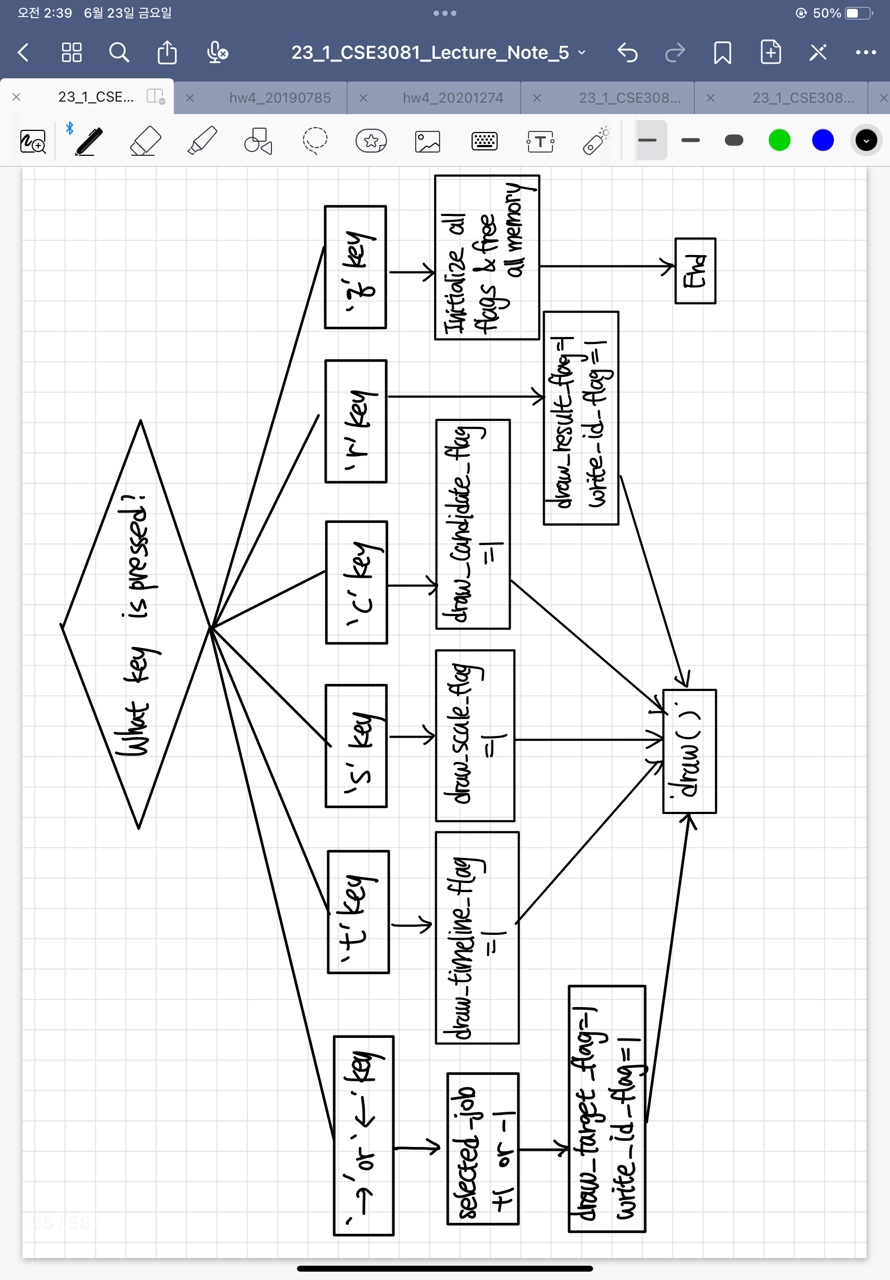 오전 2:39 6월 23일 금요일
50%
23_1_CSE3081_Lecture_Note_5
23_1_CSE...
hw4_20190785
hw4_20201274
23_1_CSE308...
23_1_CSE308...
What key is pressed?
'→' or '←' key
't' key
's' key
'c' key
'r' key
'q' key
selected_job
+1 or -1
draw_timeline_flag
=1
draw_scale_flag
=1
draw_candidate_flag
=1
Initialize all
flags & free
all memory
draw_target_flag=1
write_id_flag=1
draw_result_flag=1
write_id_flag=1
'draw()'
End
55 / 58